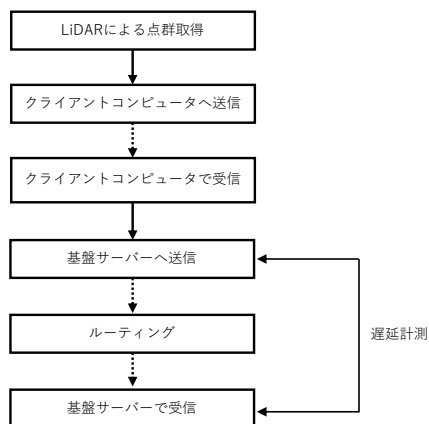 LiDARによる点群取得
クライアントコンピュータへ送信
クライアントコンピュータで受信
基盤サーバーへ送信
ルーティング
遅延計測
基盤サーバーで受信